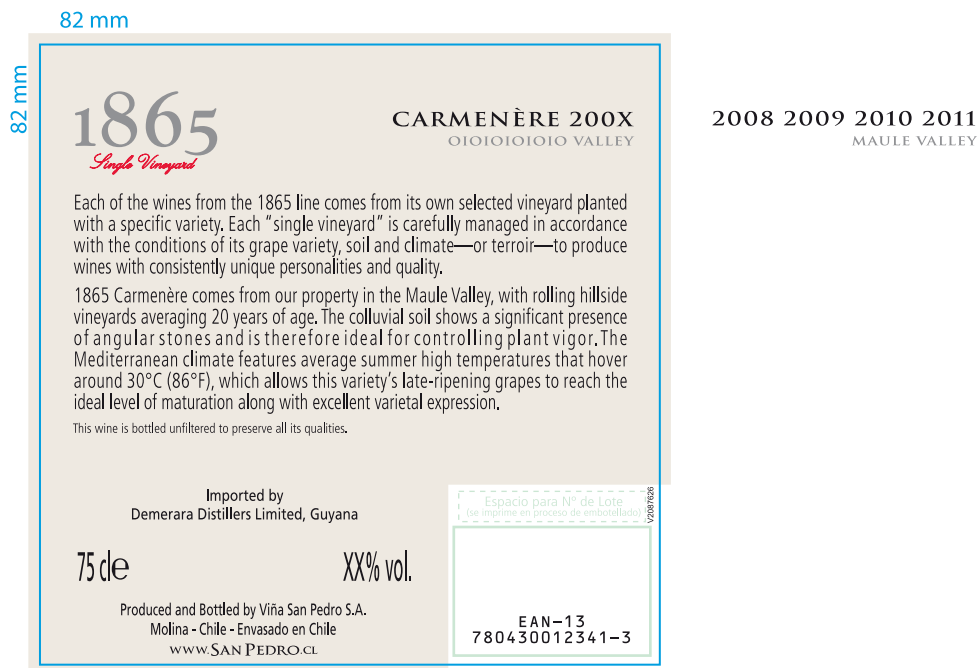 82 mm
82 mm
1865
Single Vineyard
CARMENÈRE 200X
OIOIOIOIOIO VALLEY
2008 2009 2010 2011
MAULE VALLEY
Each of the wines from the 1865 line comes from its own selected vineyard planted
with a specific variety. Each “single vineyard” is carefully managed in accordance
with the conditions of its grape variety, soil and climate—or terroir—to produce
wines with consistently unique personalities and quality.
1865 Carmenère comes from our property in the Maule Valley, with rolling hillside
vineyards averaging 20 years of age. The colluvial soil shows a significant presence
of angular stones and is therefore ideal for controlling plant vigor. The
Mediterranean climate features average summer high temperatures that hover
around 30°C (86°F), which allows this variety’s late-ripening grapes to reach the
ideal level of maturation along with excellent varietal expression.
This wine is bottled unfiltered to preserve all its qualities.
Imported by
Demerara Distillers Limited, Guyana
75 cl e
XX% vol.
Produced and Bottled by Viña San Pedro S.A.
Molina - Chile - Envasado en Chile
WWW.SAN PEDRO.CL
Espacio para Nº de Lote
(se imprime en proceso de embotellado)
V2087626
EAN-13
780430012341-3